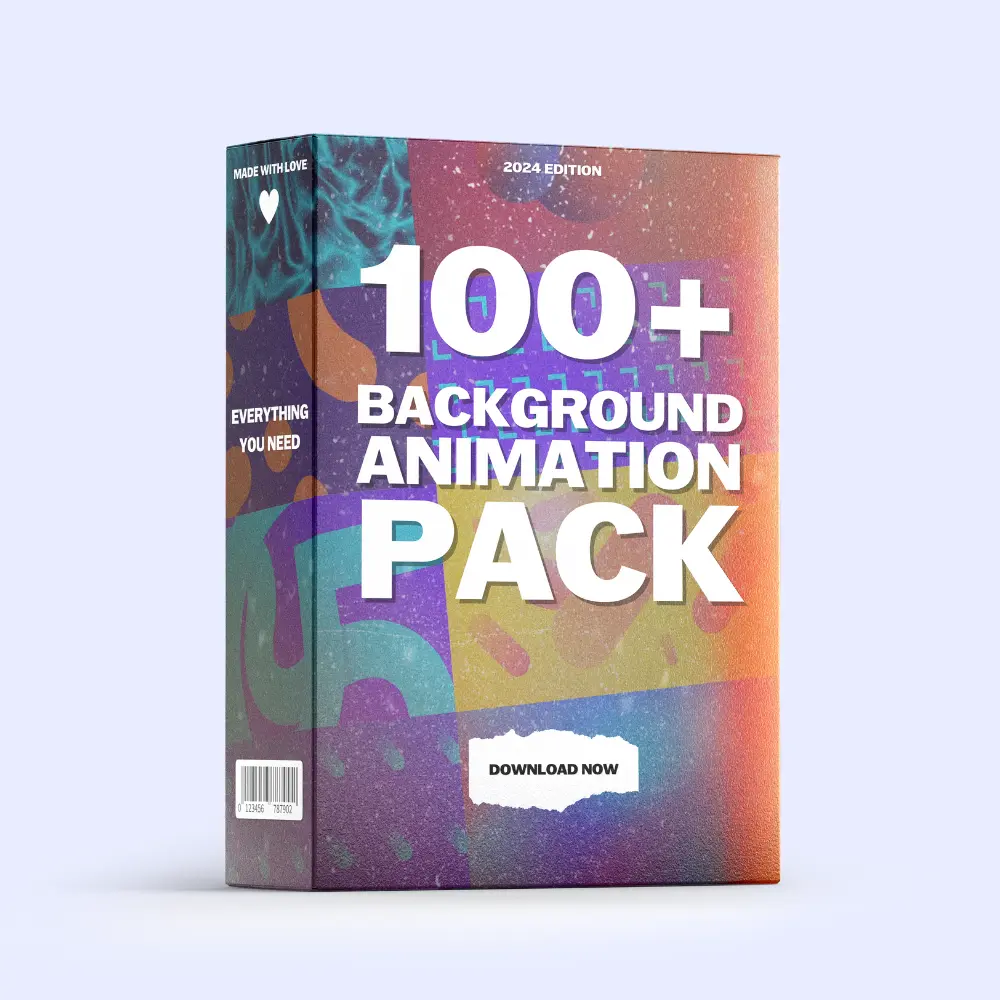 MADE WITH LOVE
EVERYTHING
YOU NEED
0 123456 787902
2024 EDITION
100+
BACKGROUND
ANIMATION
PACK
DOWNLOAD NOW